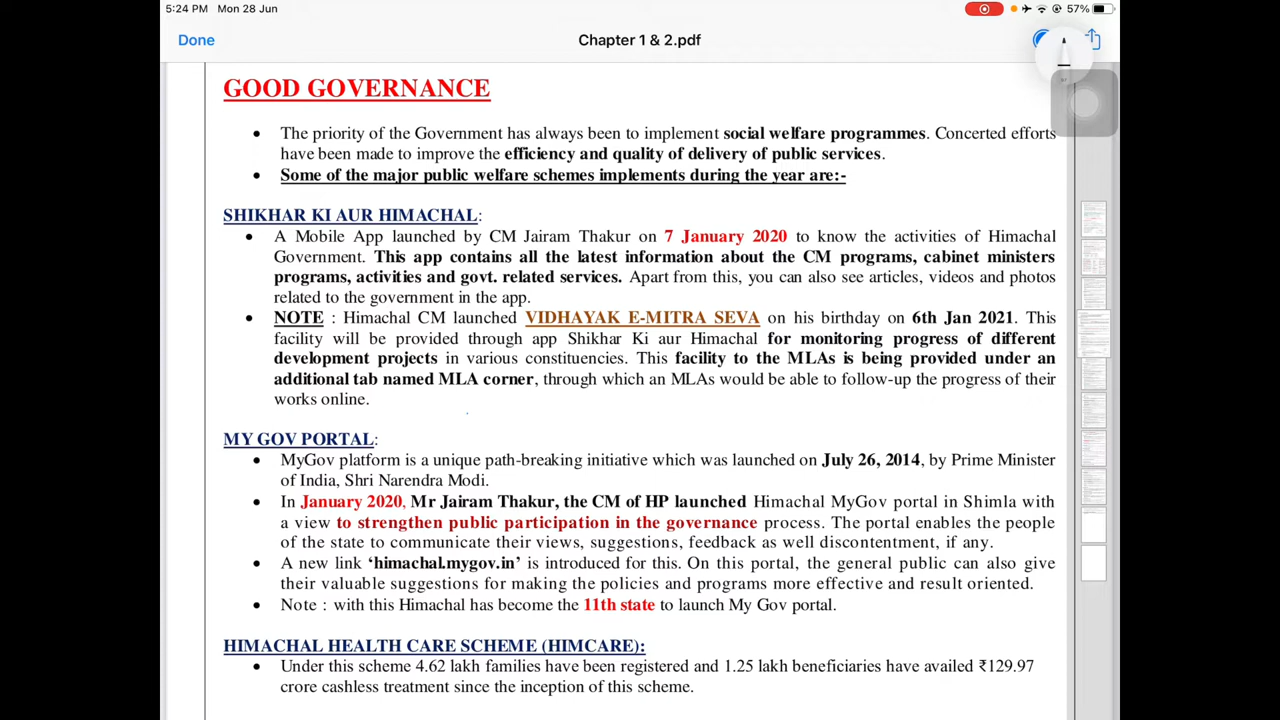 5:24 PM Mon 28 Jun
57%
Done
Chapter 1 & 2.pdf
GOOD GOVERNANCE
• The priority of the Government has always been to implement social welfare programmes. Concerted efforts
have been made to improve the efficiency and quality of delivery of public services.
• Some of the major public welfare schemes implements during the year are:-
SHIKHAR KI AUR HIMACHAL:
• A Mobile App launched by CM Jairam Thakur on 7 January 2020 to know the activities of Himachal
Government. This app contains all the latest information about the CM programs, cabinet ministers
programs, activities and govt. related services. Apart from this, you can also see articles, videos and photos
related to the government in the app.
• NOTE : Himachal CM launched VIDHAYAK E-MITRA SEVA on his birthday on 6th Jan 2021. This
facility will be provided through app Shikhar Ki aur Himachal for monitoring progress of different
development projects in various constituencies. This facility to the MLAs is being provided under an
additional tab named MLA corner, through which an MLAs would be able to follow-up the progress of their
works online.
MY GOV PORTAL:
• MyGov platform is a unique path-breaking initiative which was launched on July 26, 2014, by Prime Minister
of India, Shri Narendra Modi.
• In January 2020, Mr Jairam Thakur, the CM of HP launched Himachal MyGov portal in Shimla with
a view to strengthen public participation in the governance process. The portal enables the people
of the state to communicate their views, suggestions, feedback as well discontentment, if any.
• A new link ‘himachal.mygov.in’ is introduced for this. On this portal, the general public can also give
their valuable suggestions for making the policies and programs more effective and result oriented.
• Note : with this Himachal has become the 11th state to launch My Gov portal.
HIMACHAL HEALTH CARE SCHEME (HIMCARE):
• Under this scheme 4.62 lakh families have been registered and 1.25 lakh beneficiaries have availed ₹129.97
crore cashless treatment since the inception of this scheme.